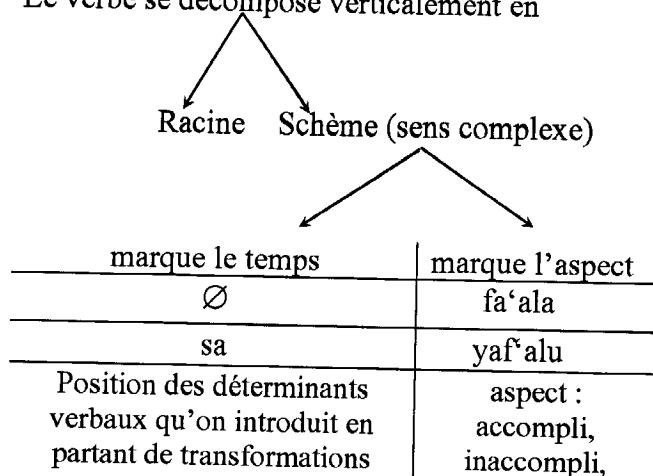 Le verbe se décompose verticalement en
Racine Schème (sens complexe)
marque le temps marque l'aspect
∅ fa‘ala
sa yaf‘alu
Position des déterminants aspect :
verbaux qu'on introduit en accompli,
partant de transformations inaccompli,